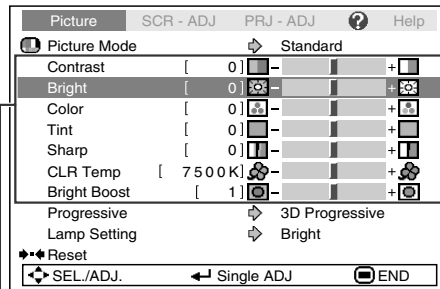 Picture SCR - ADJ PRJ - ADJ ? Help
Picture Mode Standard
Contrast [ 0] - +
Bright [ 0] - +
Color [ 0] - +
Tint [ 0] - +
Sharp [ 0] - +
CLR Temp [ 7500K] - +
Bright Boost [ 1] - +
Progressive 3D Progressive
Lamp Setting Bright
Reset
SEL./ADJ. Single ADJ END